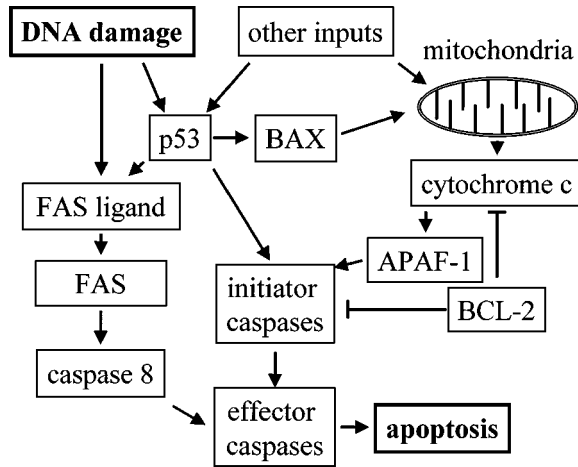 DNA damage
other inputs
mitochondria
p53
BAX
cytochrome c
FAS ligand
APAF-1
FAS
initiator
caspases
BCL-2
caspase 8
effector
caspases
apoptosis